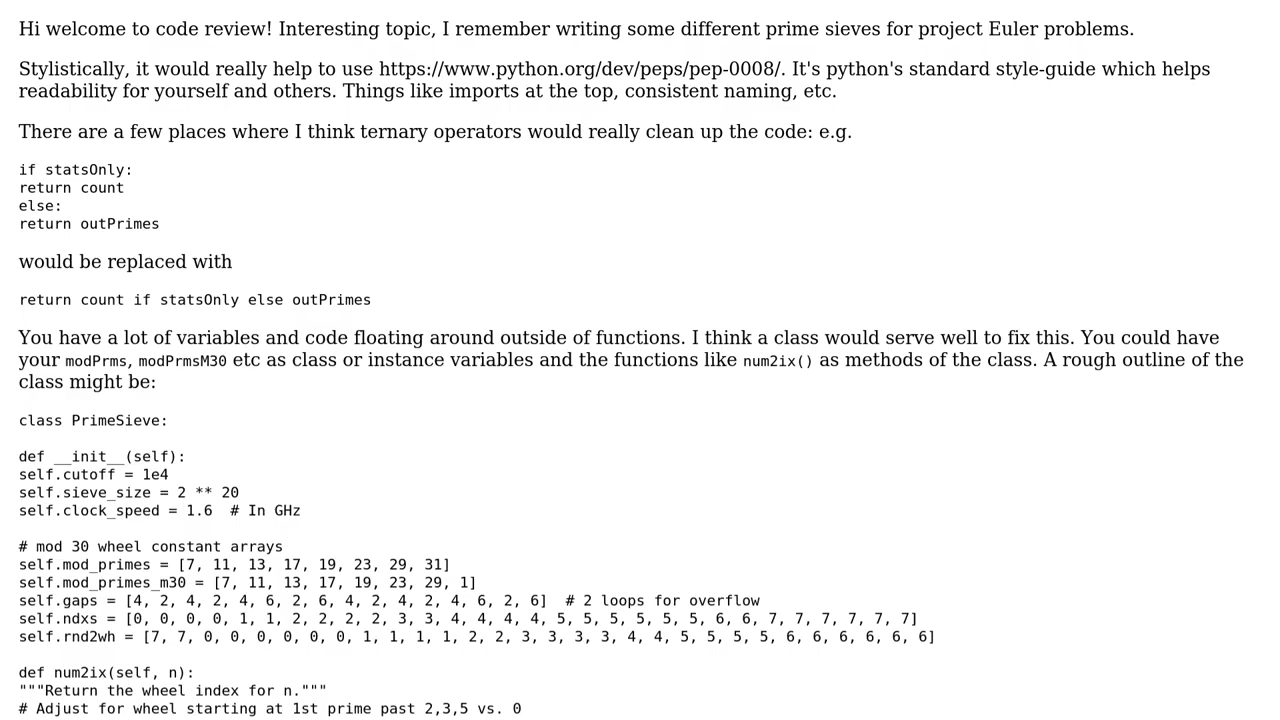 Hi welcome to code review! Interesting topic, I remember writing some different prime sieves for project Euler problems.
Stylistically, it would really help to use https://www.python.org/dev/peps/pep-0008/. It's python's standard style-guide which helps
readability for yourself and others. Things like imports at the top, consistent naming, etc.
There are a few places where I think ternary operators would really clean up the code: e.g.
if statsOnly:
return count
else:
return outPrimes
would be replaced with
return count if statsOnly else outPrimes
You have a lot of variables and code floating around outside of functions. I think a class would serve well to fix this. You could have
your modPrms, modPrmsM30 etc as class or instance variables and the functions like num2ix() as methods of the class. A rough outline of the
class might be:
class PrimeSieve:
def __init__(self):
self.cutoff = 1e4
self.sieve_size = 2 ** 20
self.clock_speed = 1.6  # In GHz
# mod 30 wheel constant arrays
self.mod_primes = [7, 11, 13, 17, 19, 23, 29, 31]
self.mod_primes_m30 = [7, 11, 13, 17, 19, 23, 29, 1]
self.gaps = [4, 2, 4, 2, 4, 6, 2, 6, 4, 2, 4, 2, 4, 6, 2, 6]  # 2 loops for overflow
self.ndxs = [0, 0, 0, 0, 1, 1, 2, 2, 2, 2, 3, 3, 4, 4, 4, 4, 5, 5, 5, 5, 5, 5, 6, 6, 7, 7, 7, 7, 7, 7]
self.rnd2wh = [7, 7, 0, 0, 0, 0, 0, 0, 1, 1, 1, 1, 2, 2, 3, 3, 3, 3, 4, 4, 5, 5, 5, 5, 6, 6, 6, 6, 6, 6]
def num2ix(self, n):
"""Return the wheel index for n."""
# Adjust for wheel starting at 1st prime past 2,3,5 vs. 0